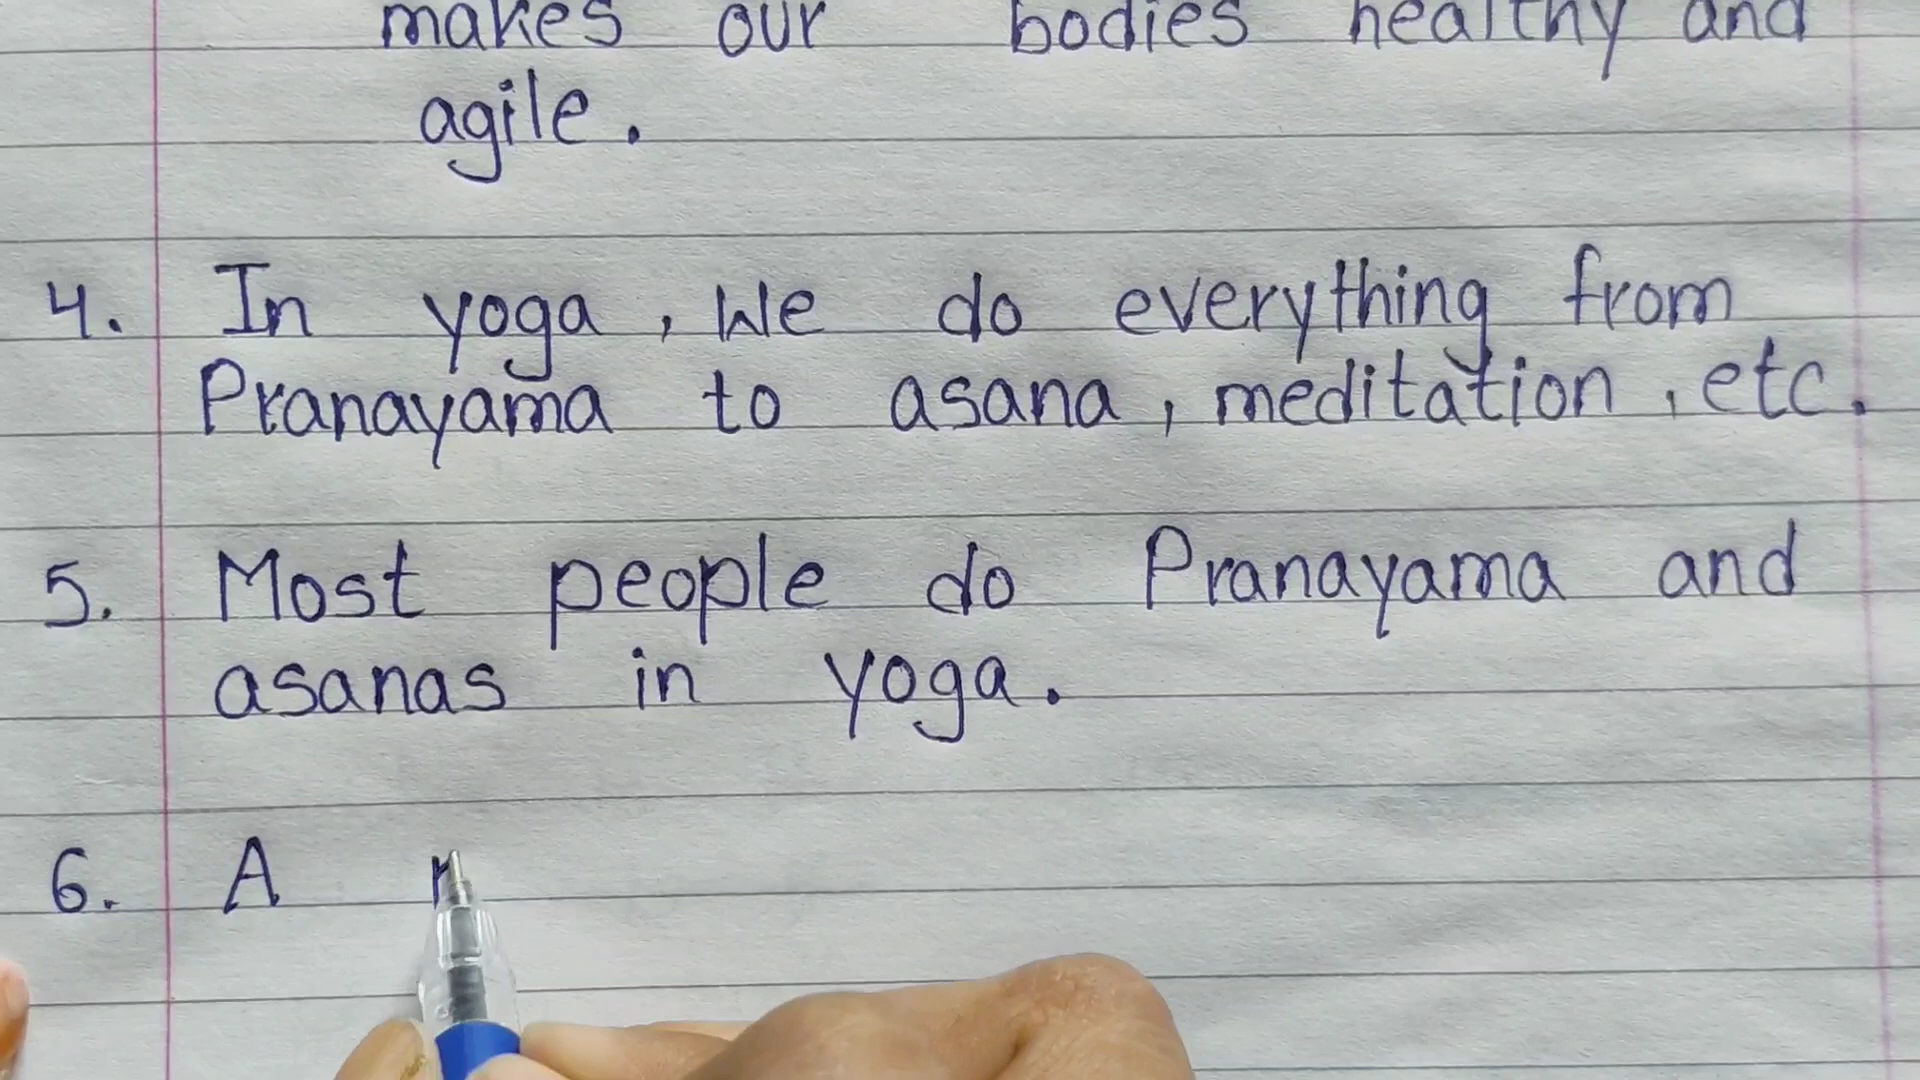 makes our bodies healthy and
agile.
4. In yoga, We do everything from
Pranayama to asana, meditation, etc.
5. Most people do Pranayama and
asanas in yoga.
6. A